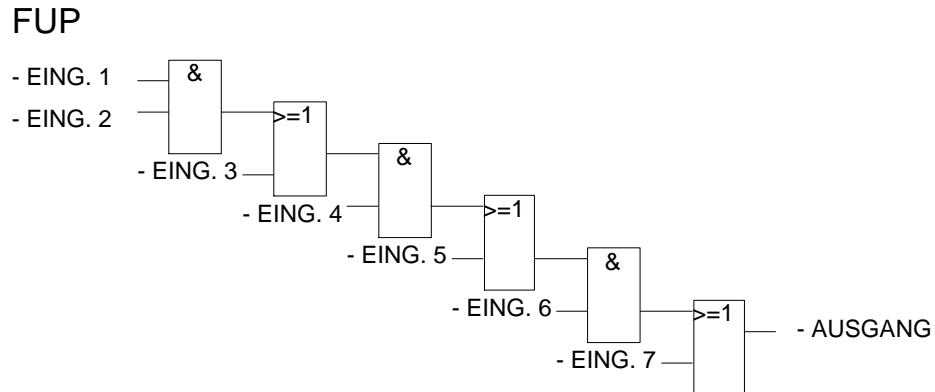 FUP
- EING. 1
&
- EING. 2
>=1
- EING. 3
&
- EING. 4
>=1
- EING. 5
&
- EING. 6
>=1
- AUSGANG
- EING. 7